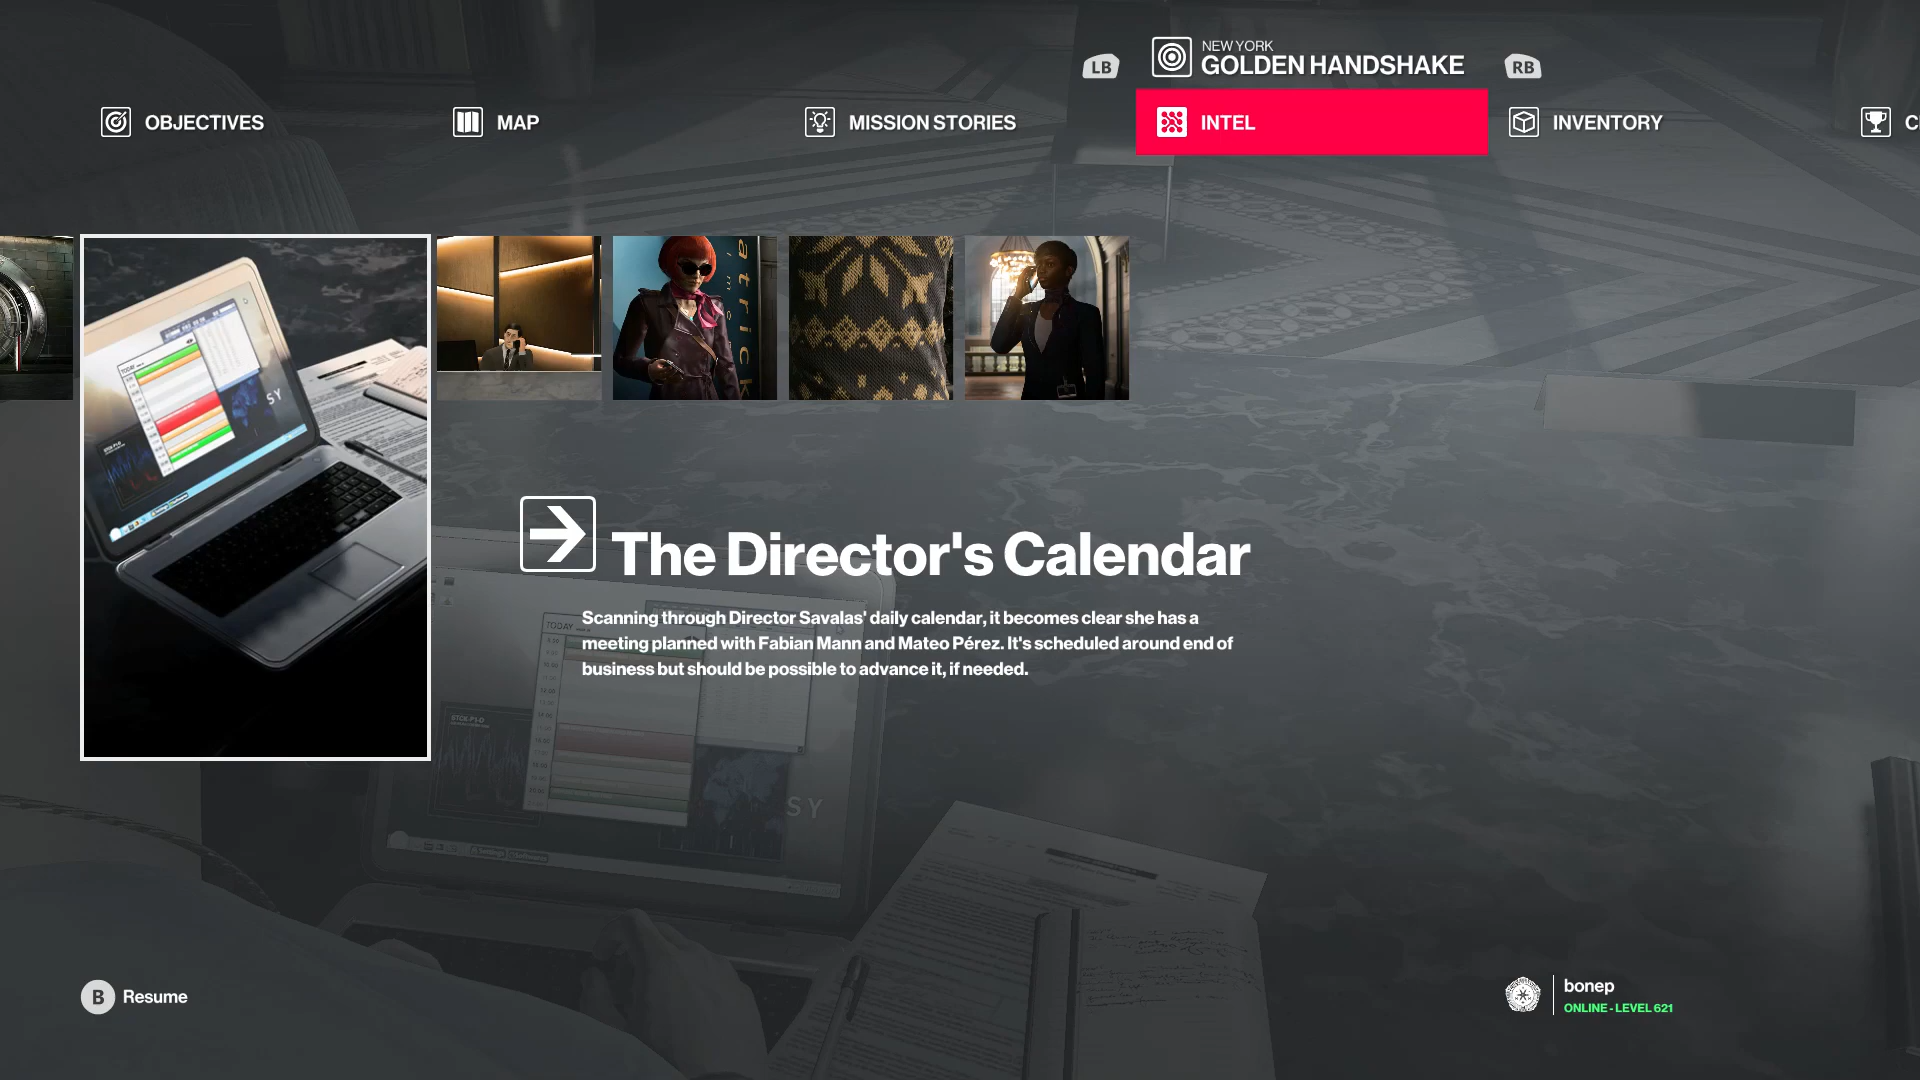 LB
NEW YORK
GOLDEN HANDSHAKE
RB
OBJECTIVES
MAP
MISSION STORIES
INTEL
INVENTORY
C
The Director's Calendar
Scanning through Director Savalas' daily calendar, it becomes clear she has a
meeting planned with Fabian Mann and Mateo Pérez. It's scheduled around end of
business but should be possible to advance it, if needed.
TODAY
SY
B Resume
bonep
ONLINE - LEVEL 621